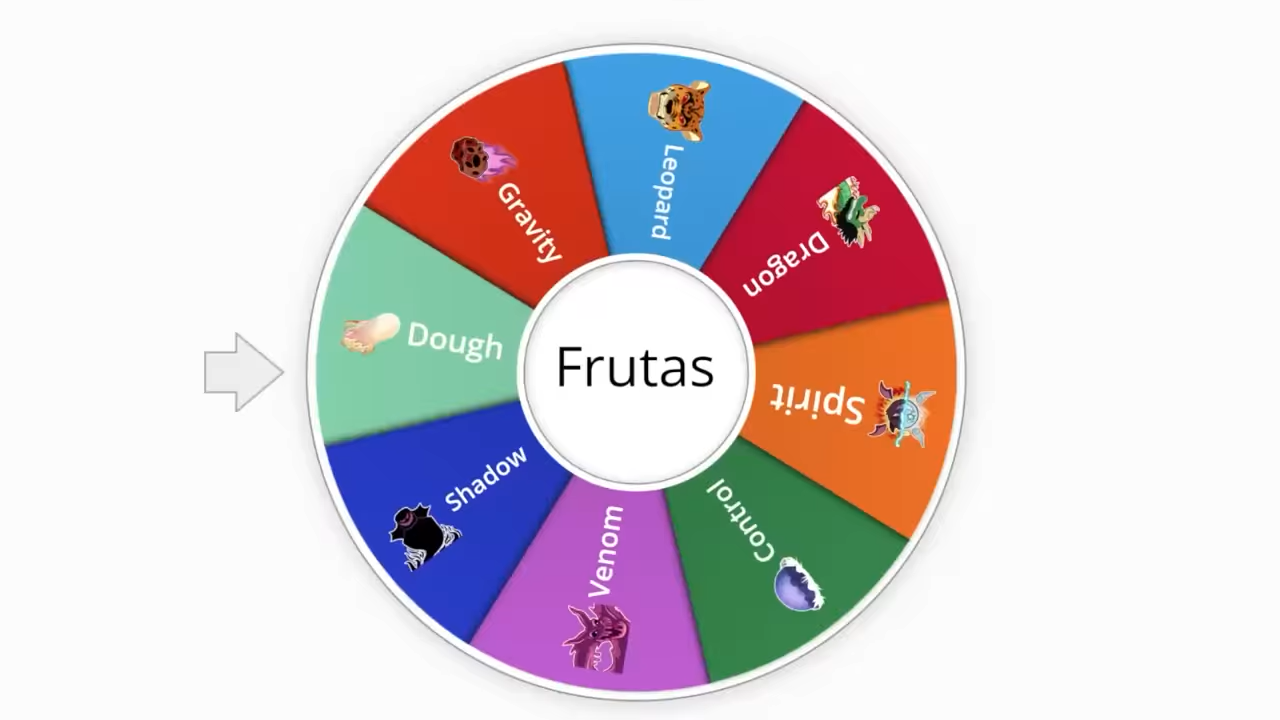 Leopard
Gravity
Dragon
Dough
Frutas
Spirit
Shadow
Control
Venom